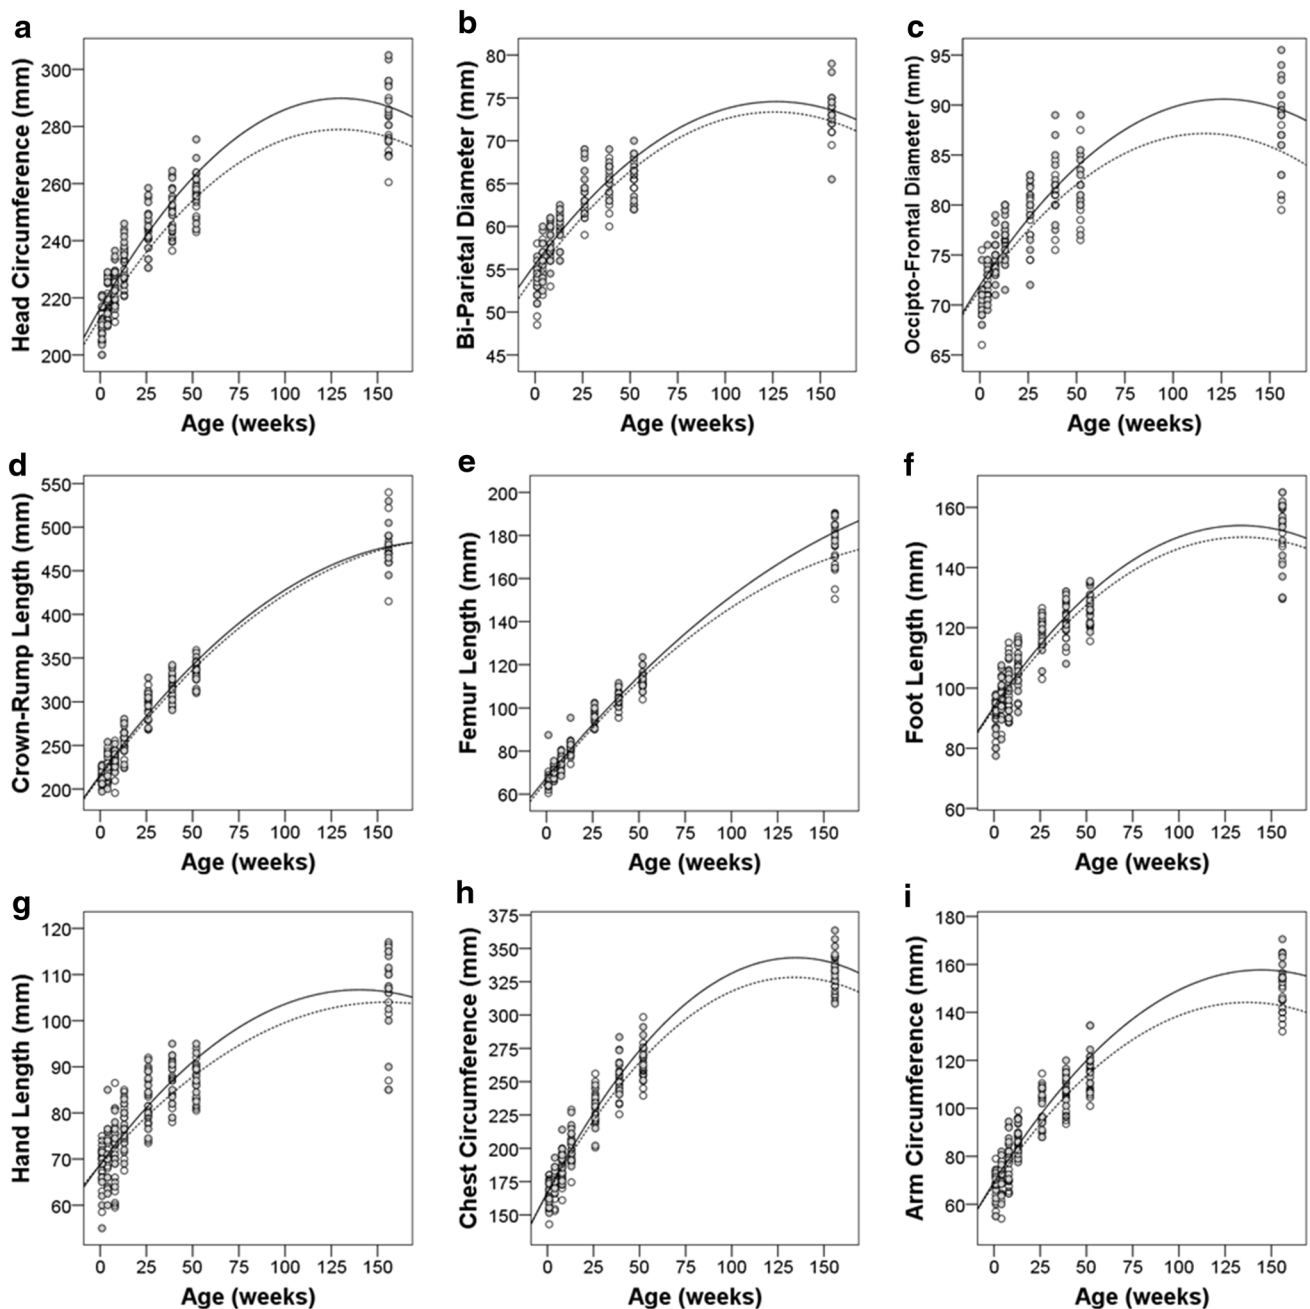 a
Head Circumference (mm)
300
280
260
240
220
200
0 25 50 75 100 125 150
Age (weeks)
b
Bi-Parietal Diameter (mm)
80
75
70
65
60
55
50
45
0 25 50 75 100 125 150
Age (weeks)
c
Occipto-Frontal Diameter (mm)
95
90
85
80
75
70
65
0 25 50 75 100 125 150
Age (weeks)
d
Crown-Rump Length (mm)
550
500
450
400
350
300
250
200
0 25 50 75 100 125 150
Age (weeks)
e
Femur Length (mm)
200
180
160
140
120
100
80
60
0 25 50 75 100 125 150
Age (weeks)
f
Foot Length (mm)
160
140
120
100
80
60
0 25 50 75 100 125 150
Age (weeks)
g
Hand Length (mm)
120
110
100
90
80
70
60
0 25 50 75 100 125 150
Age (weeks)
h
Chest Circumference (mm)
375
350
325
300
275
250
225
200
175
150
0 25 50 75 100 125 150
Age (weeks)
i
Arm Circumference (mm)
180
160
140
120
100
80
60
0 25 50 75 100 125 150
Age (weeks)